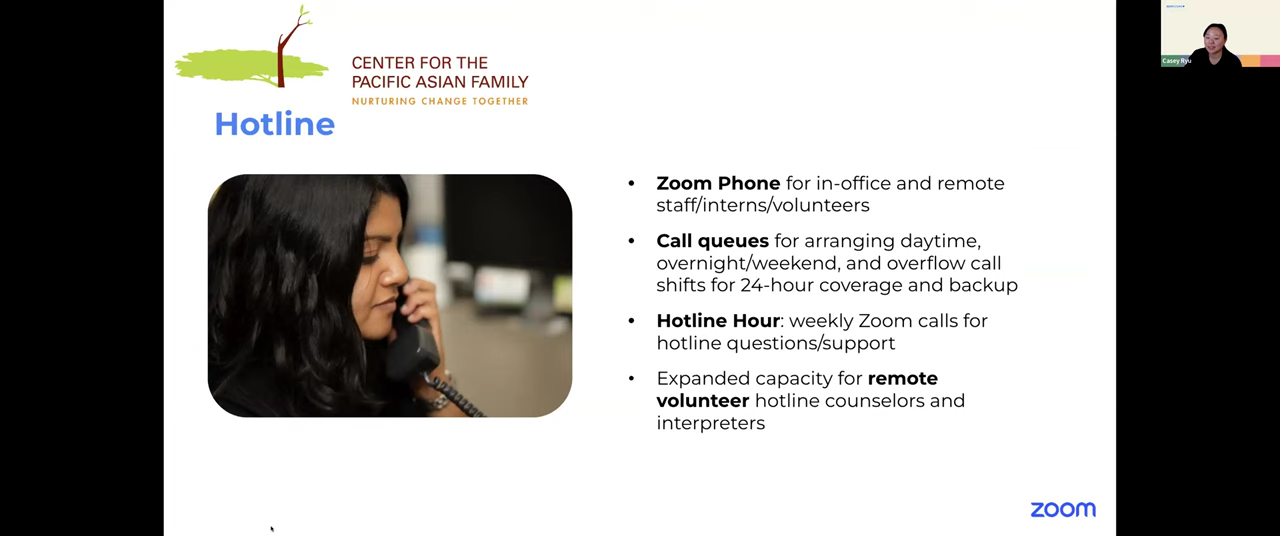 CENTER FOR THE
PACIFIC ASIAN FAMILY
NURTURING CHANGE TOGETHER
Hotline
• Zoom Phone for in-office and remote
staff/interns/volunteers
• Call queues for arranging daytime,
overnight/weekend, and overflow call
shifts for 24-hour coverage and backup
• Hotline Hour: weekly Zoom calls for
hotline questions/support
• Expanded capacity for remote
volunteer hotline counselors and
interpreters
zoom
Casey Ryu